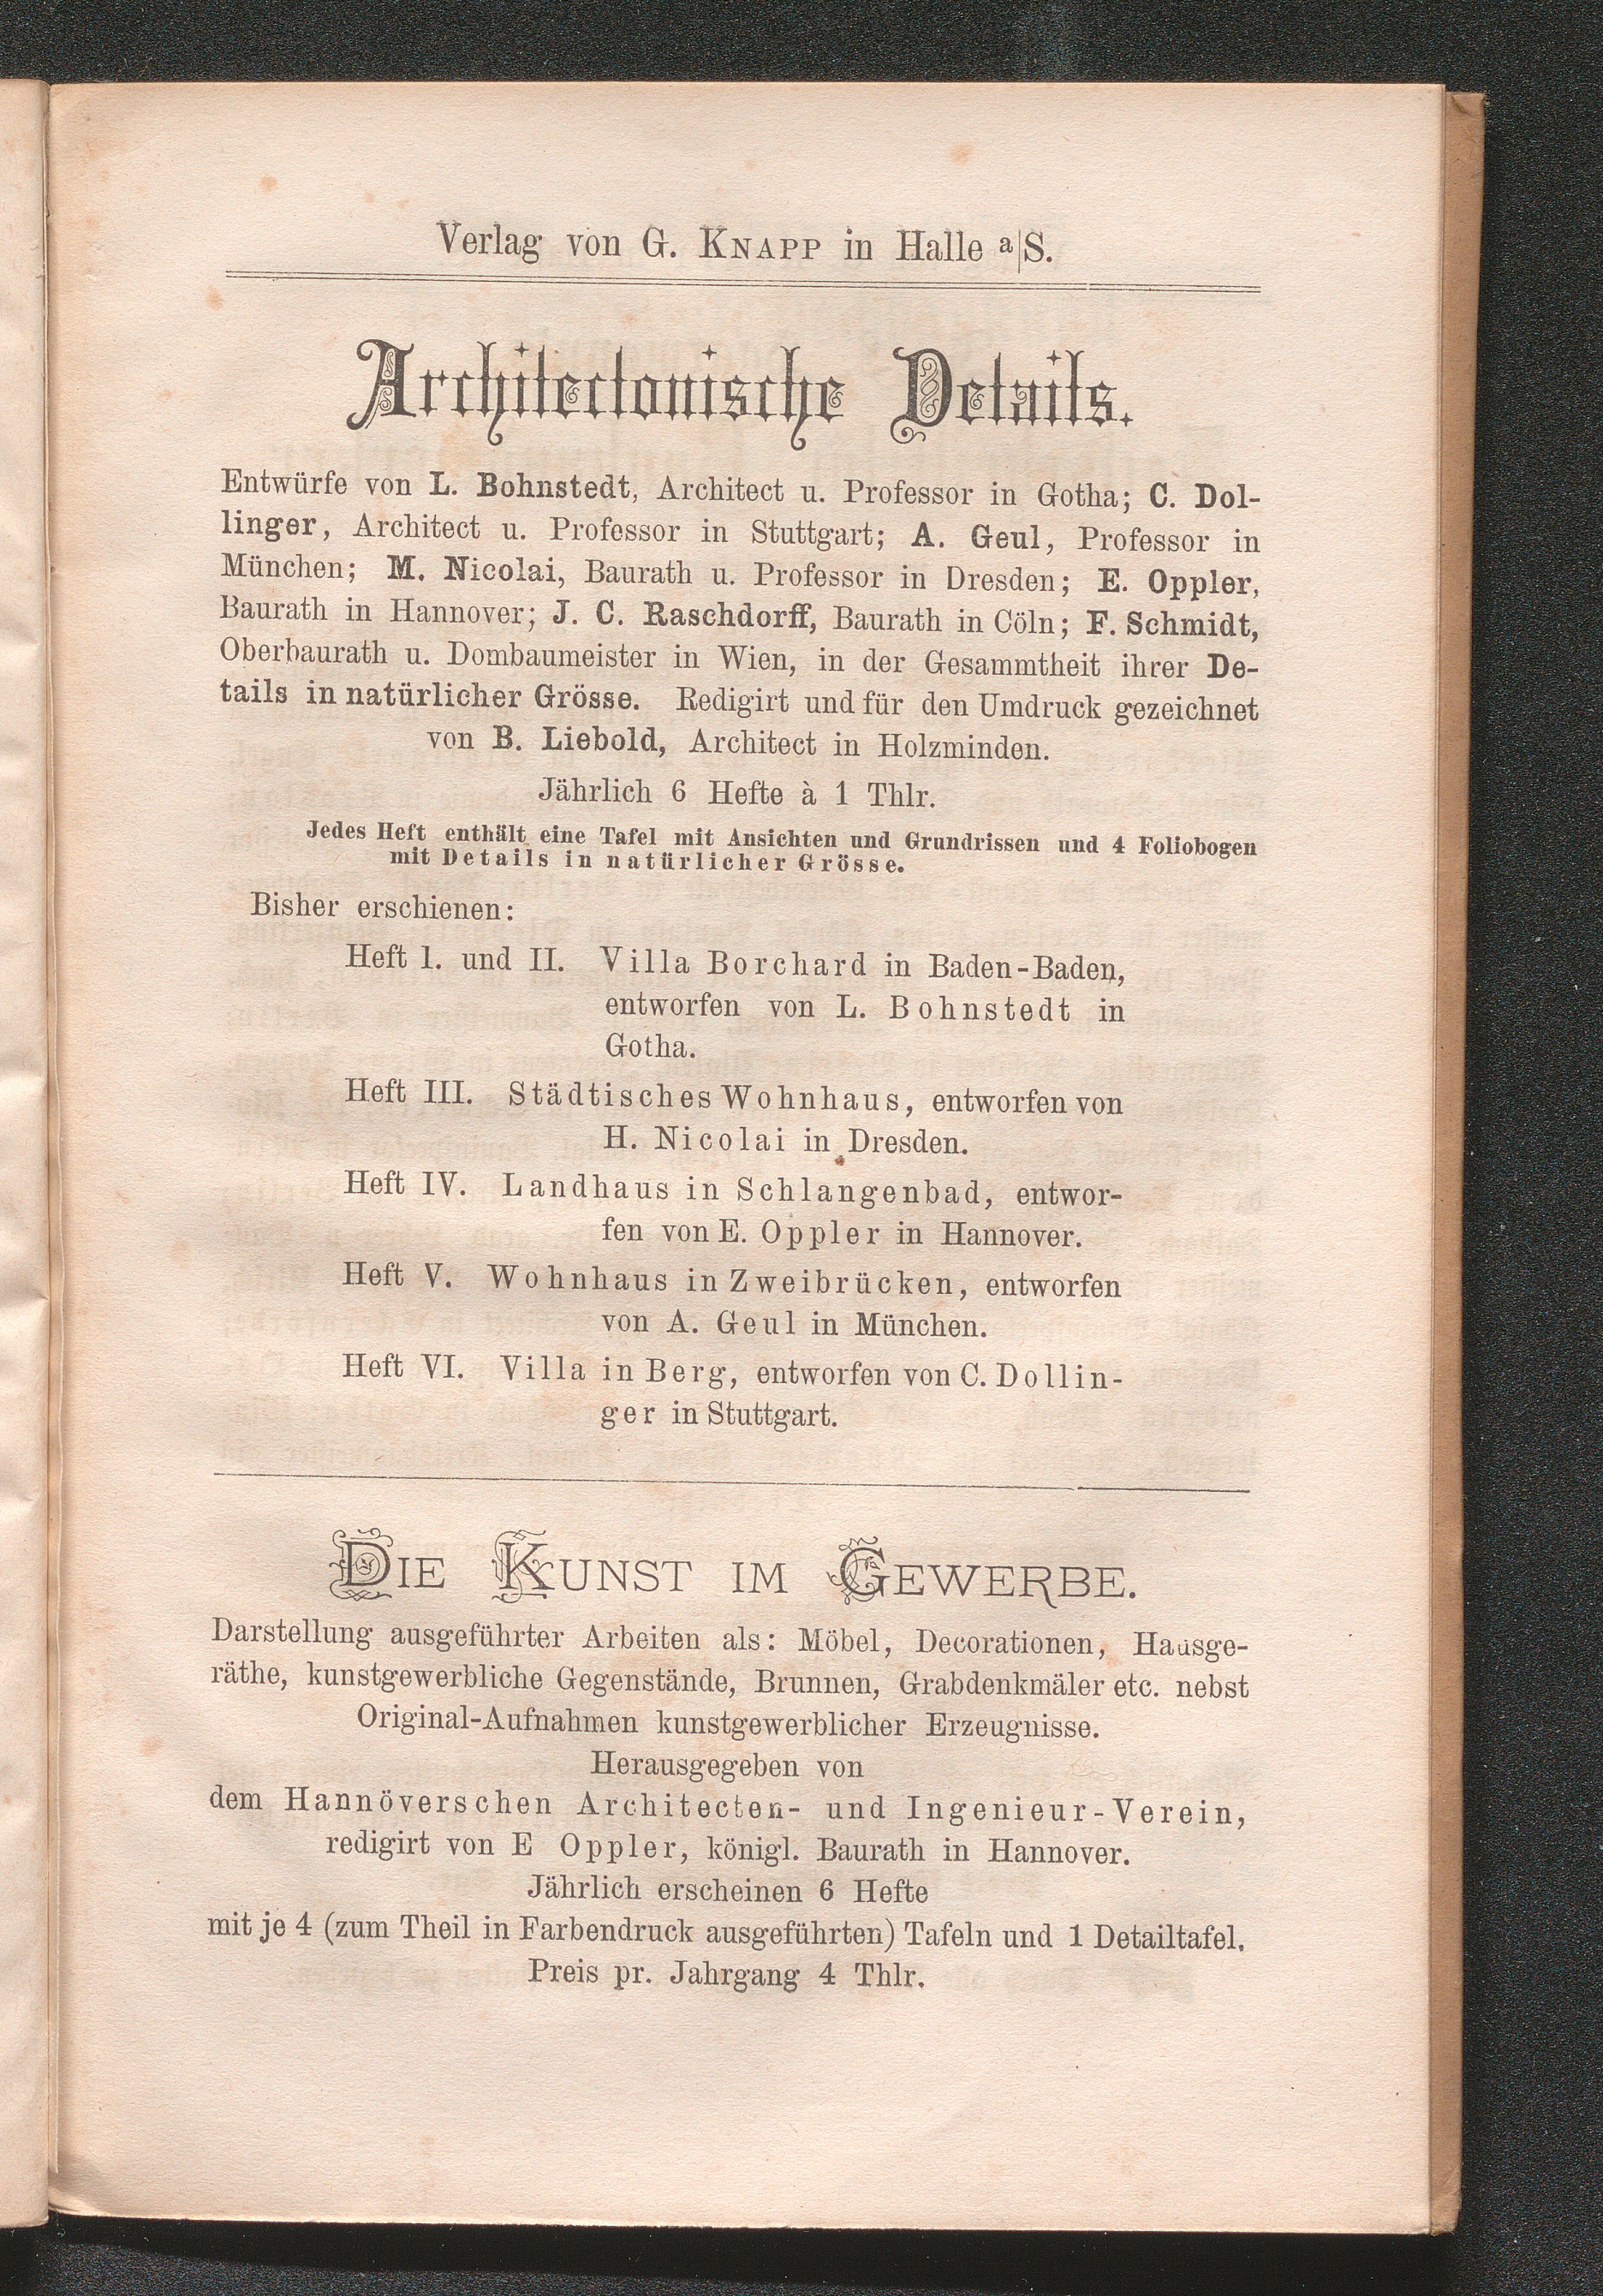 Verlag von G. KNAPP in Halle a/S.
Architectonische Details.
Entwürfe von L. Bohnstedt, Architect u. Professor in Gotha; C. Dol-
linger, Architect u. Professor in Stuttgart; A. Geul, Professor in
München; M. Nicolai, Baurath u. Professor in Dresden; E. Oppler,
Baurath in Hannover; J. C. Raschdorff, Baurath in Cöln; F. Schmidt,
Oberbaurath u. Dombaumeister in Wien, in der Gesammtheit ihrer De-
tails in natürlicher Grösse. Redigirt und für den Umdruck gezeichnet
von B. Liebold, Architect in Holzminden.
Jährlich 6 Hefte à 1 Thlr.
Jedes Heft enthält eine Tafel mit Ansichten und Grundrissen und 4 Foliobogen
mit Details in natürlicher Grösse.
Bisher erschienen:
Heft I. und II. Villa Borchard in Baden-Baden,
entworfen von L. Bohnstedt in
Gotha.
Heft III. Städtisches Wohnhaus, entworfen von
H. Nicolai in Dresden.
Heft IV. Landhaus in Schlangenbad, entwor-
fen von E. Oppler in Hannover.
Heft V. Wohnhaus in Zweibrücken, entworfen
von A. Geul in München.
Heft VI. Villa in Berg, entworfen von C. Dollin-
ger in Stuttgart.
DIE KUNST IM GEWERBE.
Darstellung ausgeführter Arbeiten als: Möbel, Decorationen, Hausge-
räthe, kunstgewerbliche Gegenstände, Brunnen, Grabdenkmäler etc. nebst
Original-Aufnahmen kunstgewerblicher Erzeugnisse.
Herausgegeben von
dem Hannöverschen Architecten- und Ingenieur-Verein,
redigirt von E Oppler, königl. Baurath in Hannover.
Jährlich erscheinen 6 Hefte
mit je 4 (zum Theil in Farbendruck ausgeführten) Tafeln und 1 Detailtafel.
Preis pr. Jahrgang 4 Thlr.